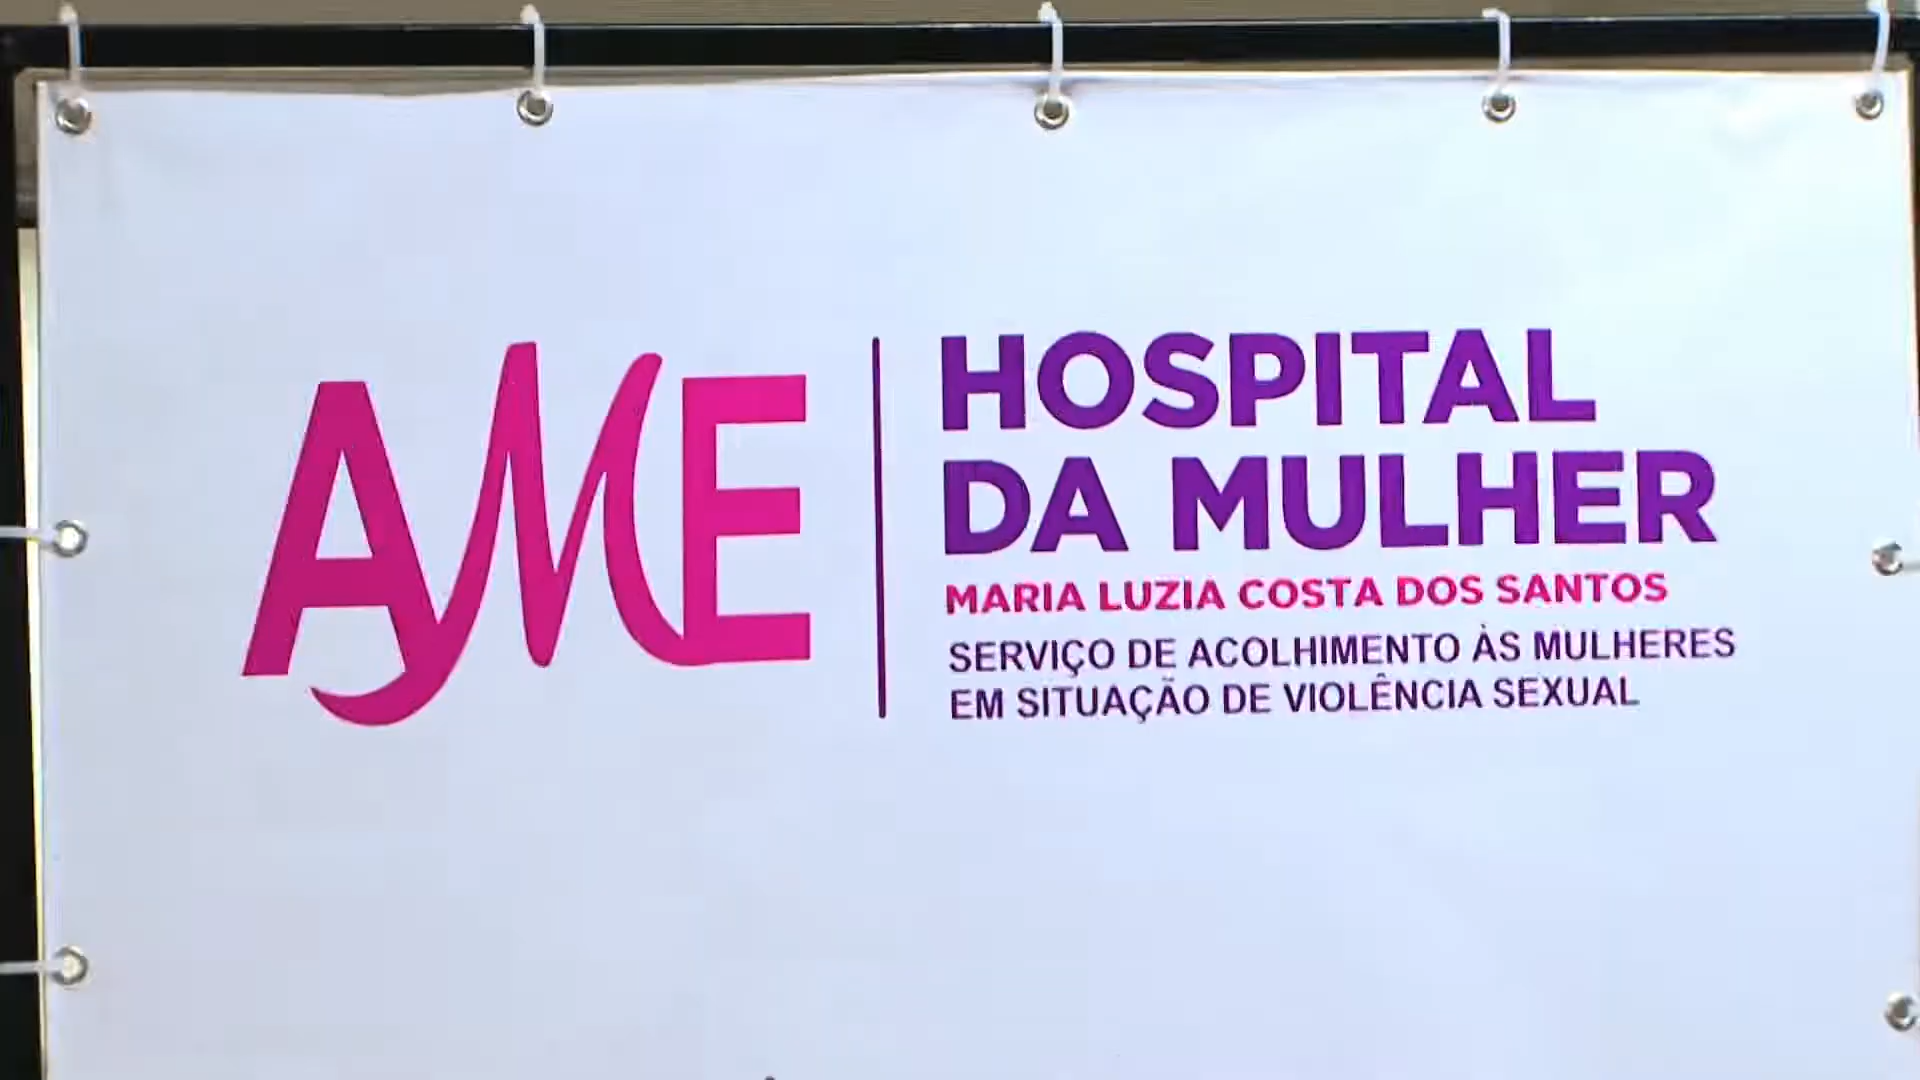 AME
HOSPITAL
DA MULHER
MARIA LUZIA COSTA DOS SANTOS
SERVIÇO DE ACOLHIMENTO ÀS MULHERES
EM SITUAÇÃO DE VIOLÊNCIA SEXUAL